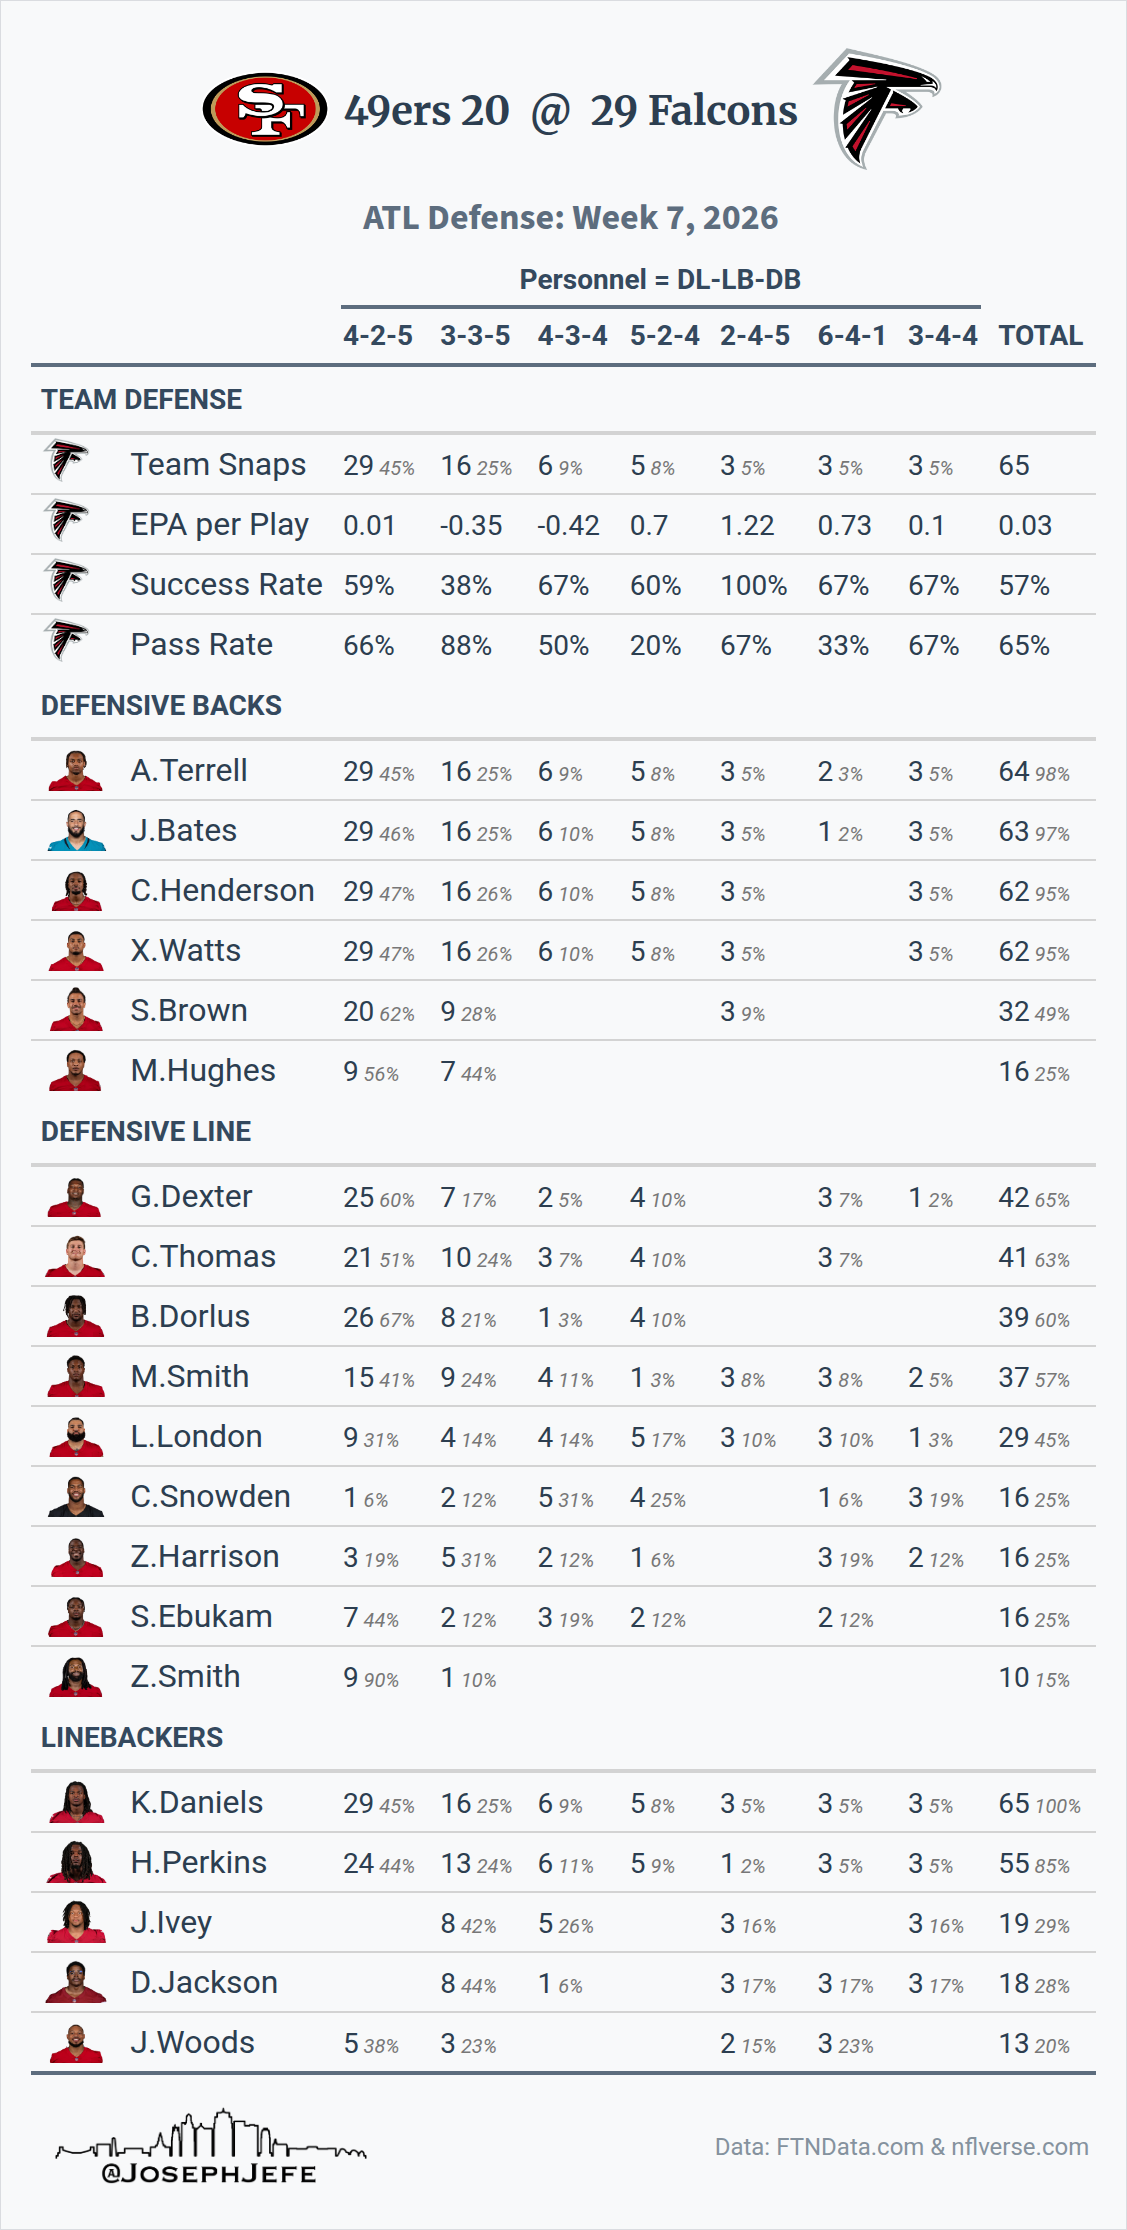 SF
49ers 20 @ 29 Falcons
ATL Defense: Week 7, 2026
Personnel = DL-LB-DB
4-2-5 3-3-5 4-3-4 5-2-4 2-4-5 6-4-1 3-4-4 TOTAL
TEAM DEFENSE
Team Snaps 29 45% 16 25% 6 9% 5 8% 3 5% 3 5% 3 5% 65
EPA per Play 0.01 -0.35 -0.42 0.7 1.22 0.73 0.1 0.03
Success Rate 59% 38% 67% 60% 100% 67% 67% 57%
Pass Rate 66% 88% 50% 20% 67% 33% 67% 65%
DEFENSIVE BACKS
A.Terrell 29 45% 16 25% 6 9% 5 8% 3 5% 2 3% 3 5% 64 98%
J.Bates 29 46% 16 25% 6 10% 5 8% 3 5% 1 2% 3 5% 63 97%
C.Henderson 29 47% 16 26% 6 10% 5 8% 3 5% 3 5% 62 95%
X.Watts 29 47% 16 26% 6 10% 5 8% 3 5% 3 5% 62 95%
S.Brown 20 62% 9 28% 3 9% 32 49%
M.Hughes 9 56% 7 44% 16 25%
DEFENSIVE LINE
G.Dexter 25 60% 7 17% 2 5% 4 10% 3 7% 1 2% 42 65%
C.Thomas 21 51% 10 24% 3 7% 4 10% 3 7% 41 63%
B.Dorlus 26 67% 8 21% 1 3% 4 10% 39 60%
M.Smith 15 41% 9 24% 4 11% 1 3% 3 8% 3 8% 2 5% 37 57%
L.London 9 31% 4 14% 4 14% 5 17% 3 10% 3 10% 1 3% 29 45%
C.Snowden 1 6% 2 12% 5 31% 4 25% 1 6% 3 19% 16 25%
Z.Harrison 3 19% 5 31% 2 12% 1 6% 3 19% 2 12% 16 25%
S.Ebukam 7 44% 2 12% 3 19% 2 12% 2 12% 16 25%
Z.Smith 9 90% 1 10% 10 15%
LINEBACKERS
K.Daniels 29 45% 16 25% 6 9% 5 8% 3 5% 3 5% 3 5% 65 100%
H.Perkins 24 44% 13 24% 6 11% 5 9% 1 2% 3 5% 3 5% 55 85%
J.Ivey 8 42% 5 26% 3 16% 3 16% 19 29%
D.Jackson 8 44% 1 6% 3 17% 3 17% 3 17% 18 28%
J.Woods 5 38% 3 23% 2 15% 3 23% 13 20%
@JOSEPHJEFE
Data: FTNData.com & nflverse.com